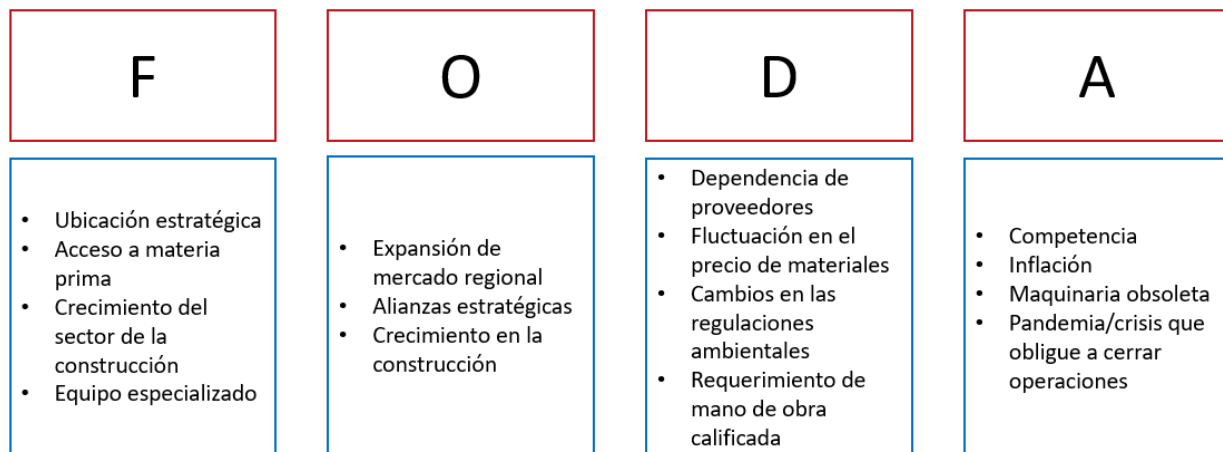 F
O
D
A
• Ubicación estratégica
• Acceso a materia
prima
• Crecimiento del
sector de la
construcción
• Equipo especializado
• Expansión de
mercado regional
• Alianzas estratégicas
• Crecimiento en la
construcción
• Dependencia de
proveedores
• Fluctuación en el
precio de materiales
• Cambios en las
regulaciones
ambientales
• Requerimiento de
mano de obra
calificada
• Competencia
• Inflación
• Maquinaria obsoleta
• Pandemia/crisis que
obligue a cerrar
operaciones